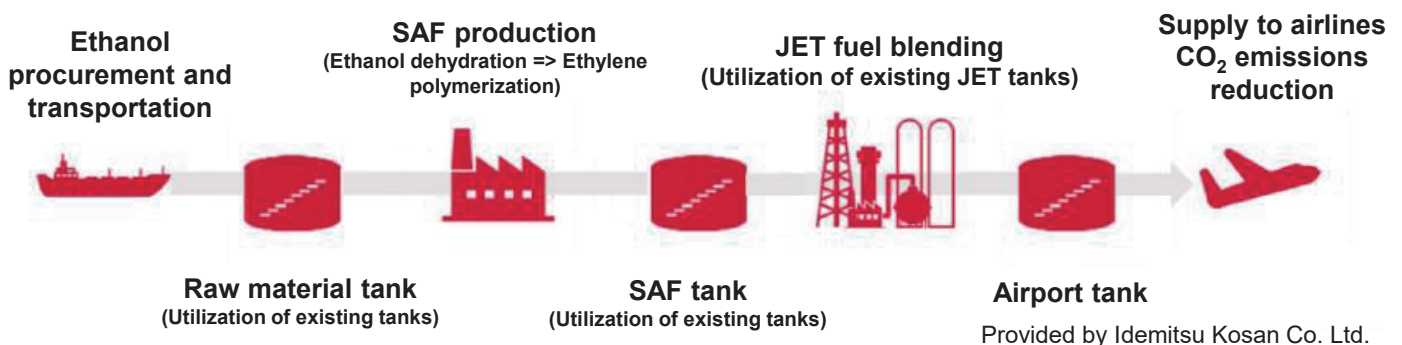 Ethanol
procurement and
transportation
SAF production
(Ethanol dehydration => Ethylene
polymerization)
JET fuel blending
(Utilization of existing JET tanks)
Supply to airlines
CO₂ emissions
reduction
Raw material tank
(Utilization of existing tanks)
SAF tank
(Utilization of existing tanks)
Airport tank
Provided by Idemitsu Kosan Co. Ltd.